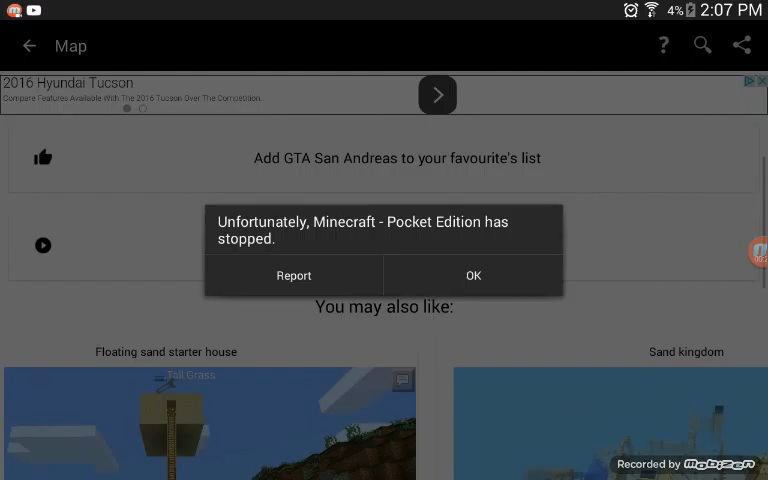 4% 2:07 PM
Map
?
2016 Hyundai Tucson
Compare Features Available With The 2016 Tucson Over The Competition.
Add GTA San Andreas to your favourite's list
Unfortunately, Minecraft - Pocket Edition has
stopped.
Report OK
You may also like:
Floating sand starter house Sand kingdom
Tall Grass
Recorded by mobizen